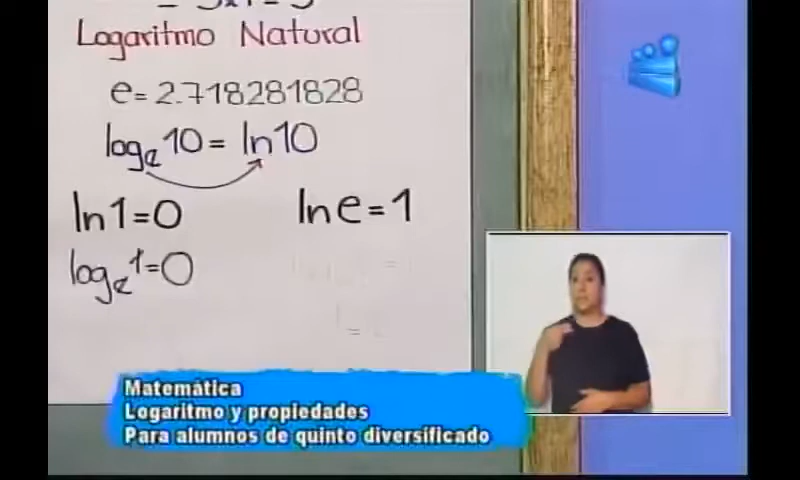 Logaritmo Natural
e=2.718281828
logₑ10=ln10
ln1=0
ln e=1
logₑ1=0
Matemática
Logaritmo y propiedades
Para alumnos de quinto diversificado